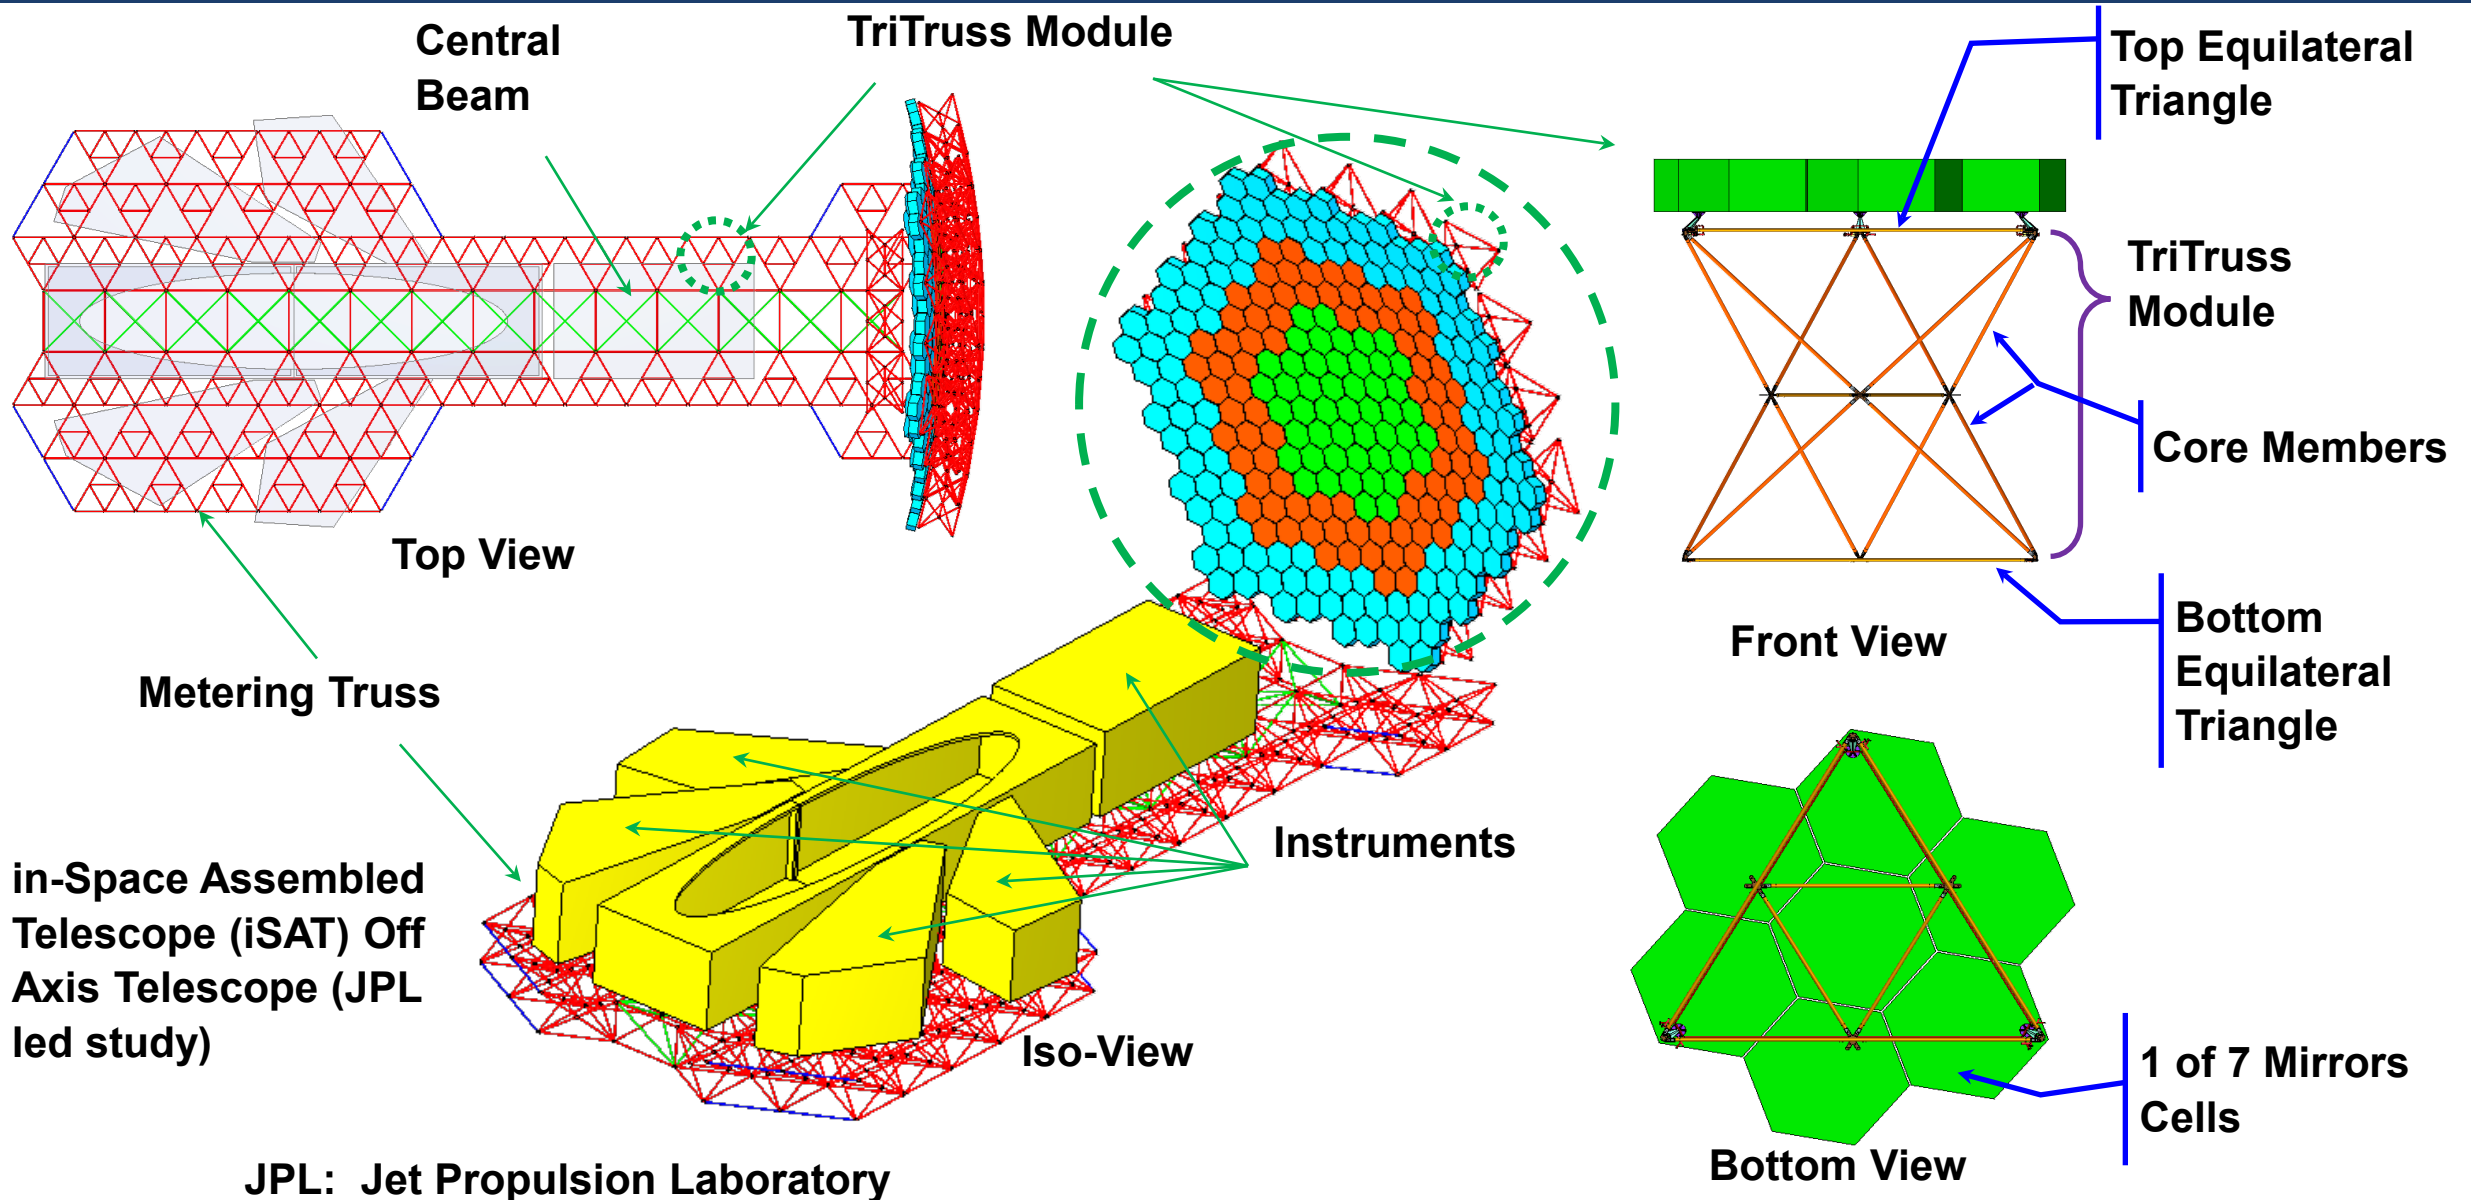 Central
Beam
TriTruss Module
Top Equilateral
Triangle
TriTruss
Module
Core Members
Top View
Front View
Bottom
Equilateral
Triangle
Metering Truss
Instruments
in-Space Assembled
Telescope (iSAT) Off
Axis Telescope (JPL
led study)
Iso-View
1 of 7 Mirrors
Cells
Bottom View
JPL:  Jet Propulsion Laboratory